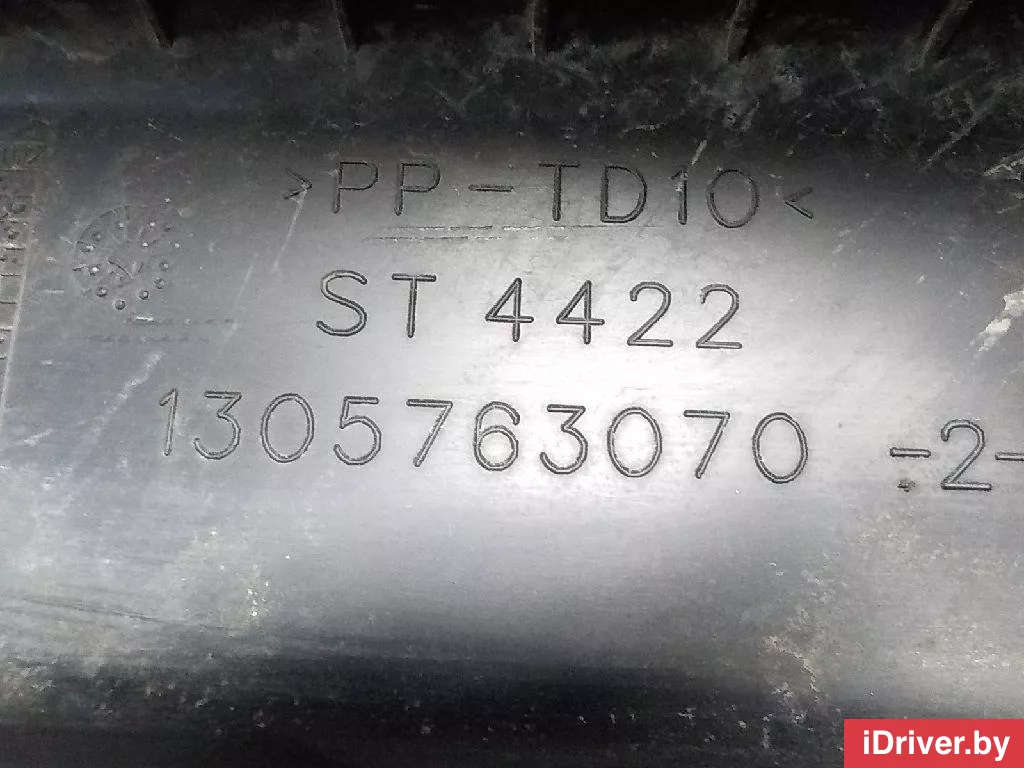 >PP-TD10<
ST 4422
1305763070 -2-
iDriver.by